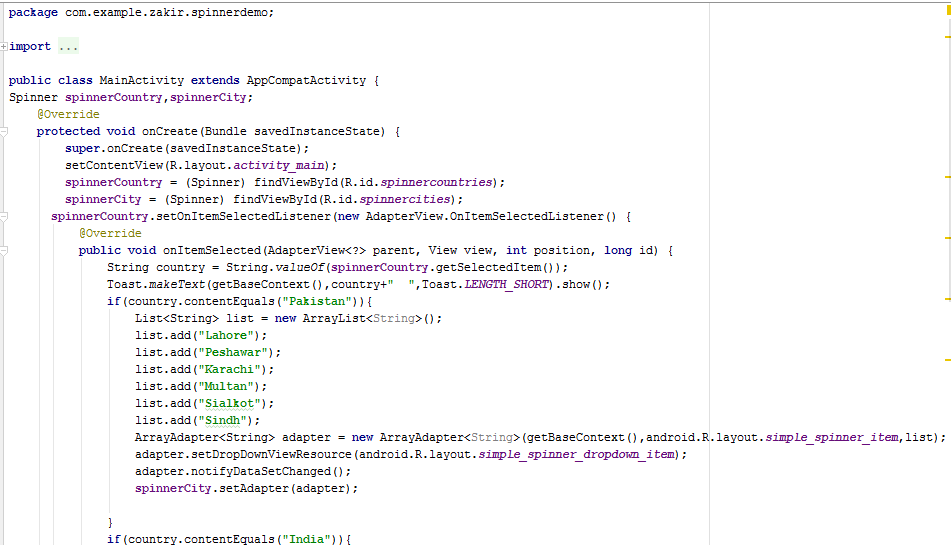 package com.example.zakir.spinnerdemo;
import ...
public class MainActivity extends AppCompatActivity {
Spinner spinnerCountry,spinnerCity;
@Override
protected void onCreate(Bundle savedInstanceState) {
super.onCreate(savedInstanceState);
setContentView(R.layout.activity_main);
spinnerCountry = (Spinner) findViewById(R.id.spinnercountries);
spinnerCity = (Spinner) findViewById(R.id.spinnercities);
spinnerCountry.setOnItemSelectedListener(new AdapterView.OnItemSelectedListener() {
@Override
public void onItemSelected(AdapterView<?> parent, View view, int position, long id) {
String country = String.valueOf(spinnerCountry.getSelectedItem());
Toast.makeText(getBaseContext(),country+"  ",Toast.LENGTH_SHORT).show();
if(country.contentEquals("Pakistan")){
List<String> list = new ArrayList<String>();
list.add("Lahore");
list.add("Peshawar");
list.add("Karachi");
list.add("Multan");
list.add("Sialkot");
list.add("Sindh");
ArrayAdapter<String> adapter = new ArrayAdapter<String>(getBaseContext(),android.R.layout.simple_spinner_item,list);
adapter.setDropDownViewResource(android.R.layout.simple_spinner_dropdown_item);
adapter.notifyDataSetChanged();
spinnerCity.setAdapter(adapter);
}
if(country.contentEquals("India")){